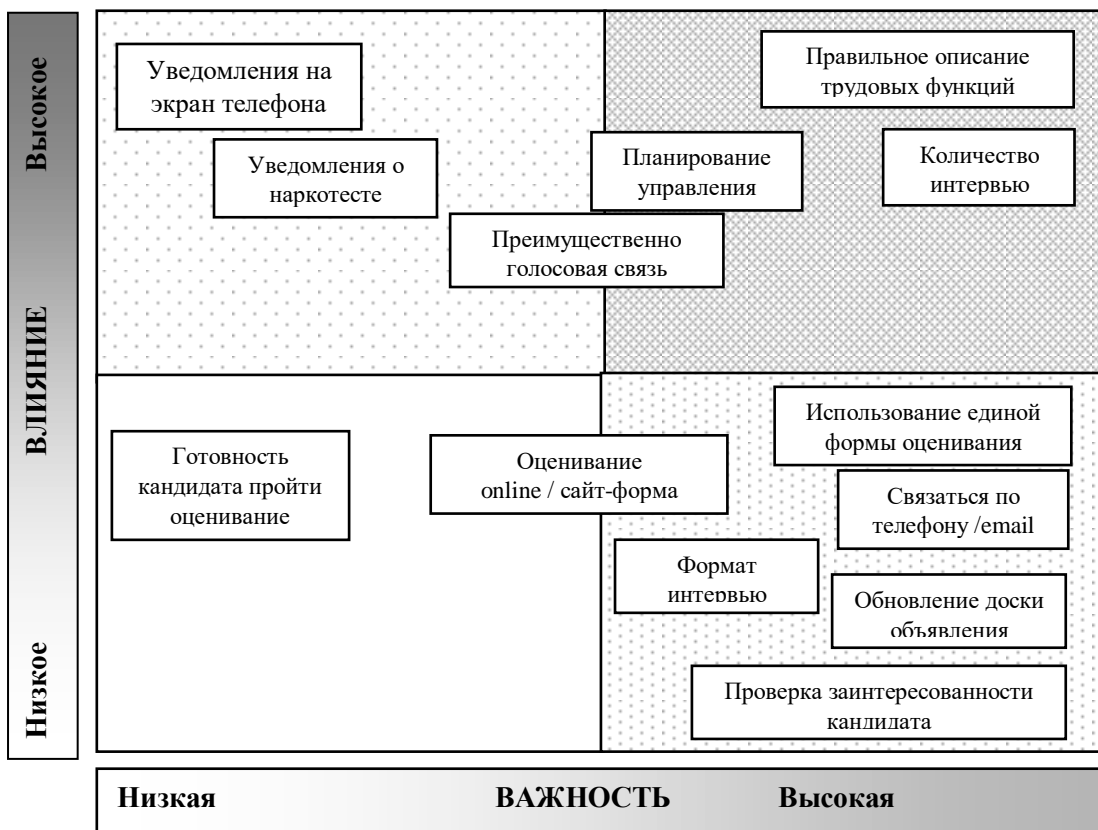 Высокое
ВЛИЯНИЕ
Низкое
Уведомления на
экран телефона
Уведомления о
наркотесте
Преимущественно
голосовая связь
Планирование
управления
Правильное описание
трудовых функций
Количество
интервью
Готовность
кандидата пройти
оценивание
Оценивание
online / сайт-форма
Использование единой
формы оценивания
Связаться по
телефону /email
Формат
интервью
Обновление доски
объявления
Проверка заинтересованности
кандидата
Низкая ВАЖНОСТЬ Высокая